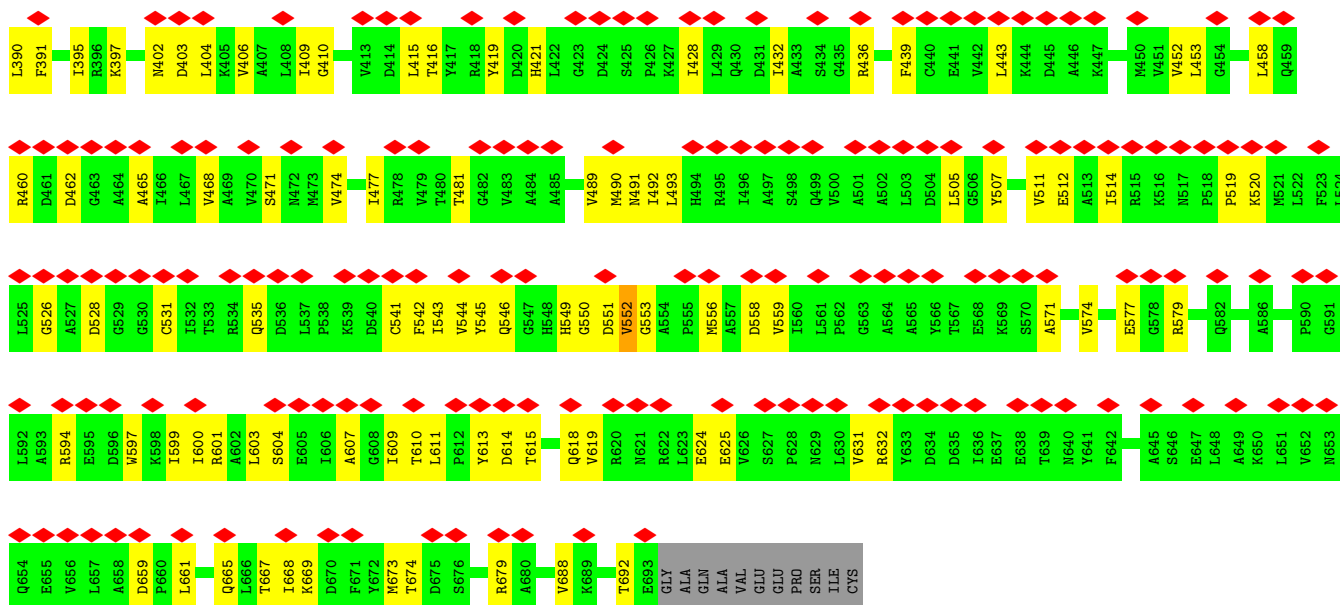 L390 F391 I395 R396 K397 N402 D403 L404 K405 V406 A407 L408 I409 G410 V413 D414 L415 T416 Y417 R418 Y419 D420 H421 L422 G423 D424 S425 P426 K427 I428 L429 Q430 D431 I432 A433 S434 G435 R436 F439 C440 E441 V442 L443 K444 D445 A446 K447 M450 V451 V452 L453 G454 L458 Q459
R460 D461 D462 G463 A464 A465 I466 L467 V468 A469 V470 S471 N472 M473 V474 I477 R478 V479 T480 T481 G482 V483 A484 A485 V489 M490 N491 I492 L493 H494 R495 I496 A497 S498 Q499 V500 A501 A502 L503 D504 L505 G506 Y507 V511 E512 A513 I514 R515 K516 N517 P518 P519 K520 M521 L522 F523 L524
L525 G526 A527 D528 G529 G530 C531 I532 T533 R534 Q535 D536 L537 P538 K539 D540 C541 F542 I543 V544 Y545 Q546 G547 H548 H549 G550 D551 V552 G553 A554 P555 M556 A557 D558 V559 I560 L561 P562 G563 A564 A565 Y566 T567 E568 K569 S570 A571 V574 E577 G578 R579 Q582 A586 P590 G591
L592 A593 R594 E595 D596 W597 K598 I599 I600 R601 A602 L603 S604 E605 I606 A607 G608 I609 T610 L611 P612 Y613 D614 T615 Q618 V619 R620 N621 R622 L623 E624 E625 V626 S627 P628 N629 L630 V631 R632 Y633 D634 D635 I636 E637 E638 T639 N640 Y641 F642 A645 S646 E647 L648 A649 K650 L651 V652 N653
Q654 E655 V656 L657 A658 D659 P660 L661 Q665 L666 T667 I668 K669 D670 F671 Y672 M673 T674 D675 S676 R679 A680 V688 K689 T692 E693 GLY ALA GLN ALA VAL GLU GLU PRO SER ILE CYS